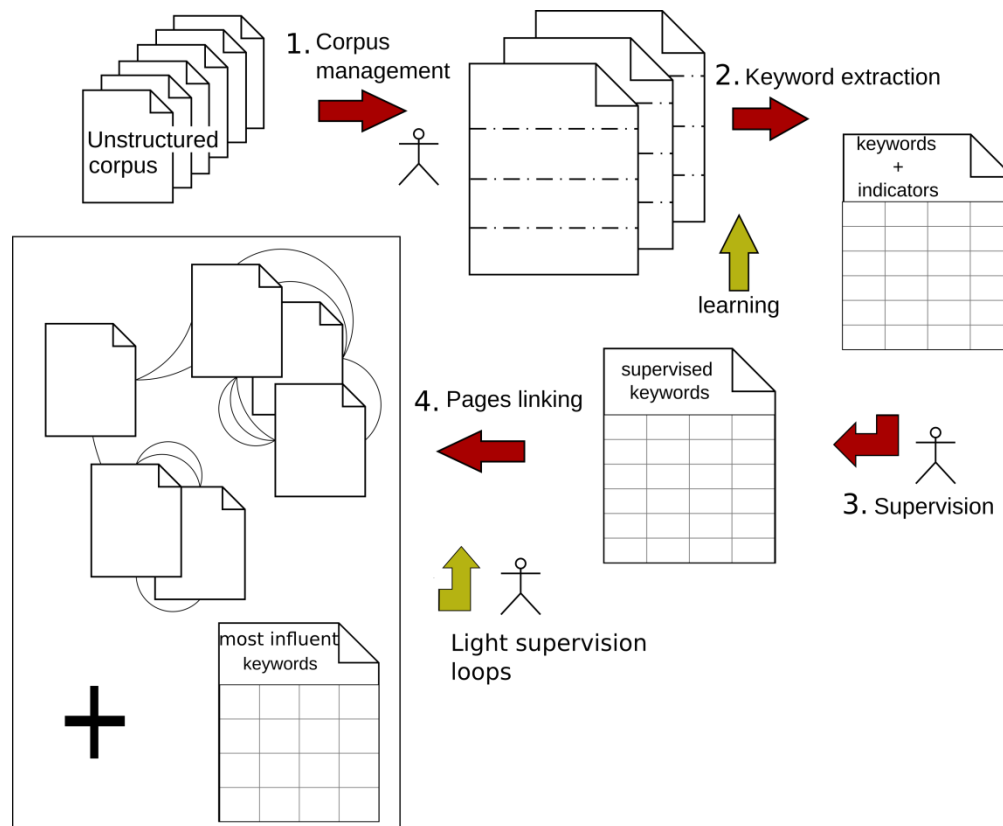 1. Corpus
management
Unstructured
corpus
2. Keyword extraction
keywords
+
indicators
learning
supervised
keywords
3. Supervision
4. Pages linking
Light supervision
loops
most influent
keywords